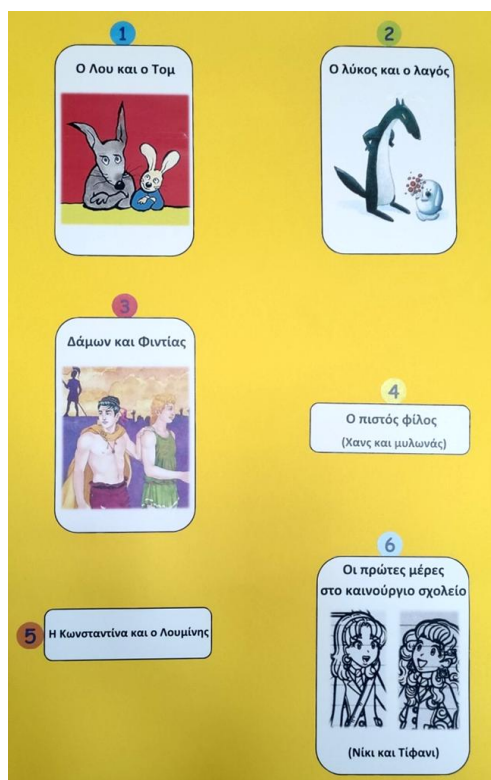 1
Ο Λου και ο Τομ
2
Ο λύκος και ο λαγός
3
Δάμων και Φιντίας
4
Ο πιστός φίλος
(Χανς και μυλωνάς)
5
Η Κωνσταντίνα και ο Λουμίνης
6
Οι πρώτες μέρες
στο καινούργιο σχολείο
(Νίκι και Τίφανι)